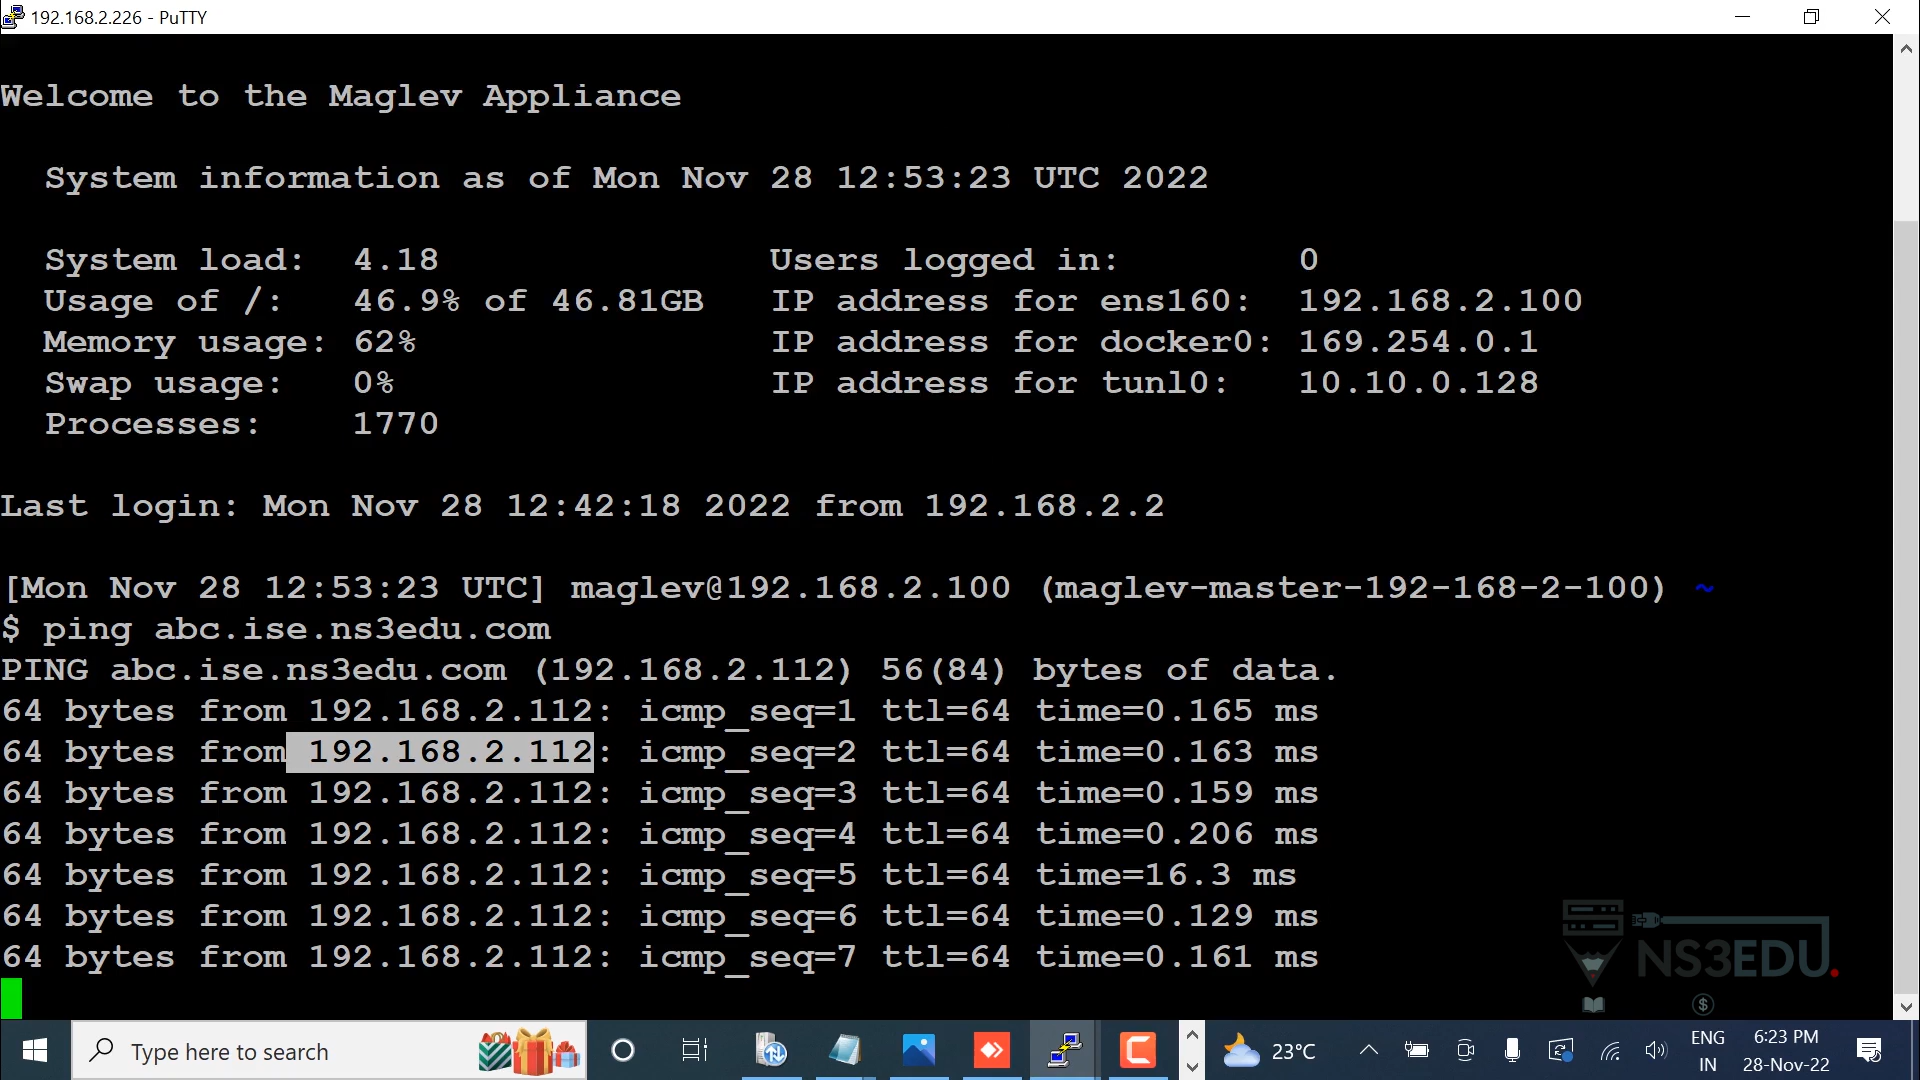 192.168.2.226 - PuTTY
Welcome to the Maglev Appliance
System information as of Mon Nov 28 12:53:23 UTC 2022
System load: 4.18 Users logged in: 0
Usage of /: 46.9% of 46.81GB IP address for ens160: 192.168.2.100
Memory usage: 62% IP address for docker0: 169.254.0.1
Swap usage: 0% IP address for tunl0: 10.10.0.128
Processes: 1770
Last login: Mon Nov 28 12:42:18 2022 from 192.168.2.2
[Mon Nov 28 12:53:23 UTC] maglev@192.168.2.100 (maglev-master-192-168-2-100) ~
$ ping abc.ise.ns3edu.com
PING abc.ise.ns3edu.com (192.168.2.112) 56(84) bytes of data.
64 bytes from 192.168.2.112: icmp_seq=1 ttl=64 time=0.165 ms
64 bytes from 192.168.2.112: icmp_seq=2 ttl=64 time=0.163 ms
64 bytes from 192.168.2.112: icmp_seq=3 ttl=64 time=0.159 ms
64 bytes from 192.168.2.112: icmp_seq=4 ttl=64 time=0.206 ms
64 bytes from 192.168.2.112: icmp_seq=5 ttl=64 time=16.3 ms
64 bytes from 192.168.2.112: icmp_seq=6 ttl=64 time=0.129 ms
64 bytes from 192.168.2.112: icmp_seq=7 ttl=64 time=0.161 ms
NS3EDU.
Type here to search
23°C
ENG
IN
6:23 PM
28-Nov-22